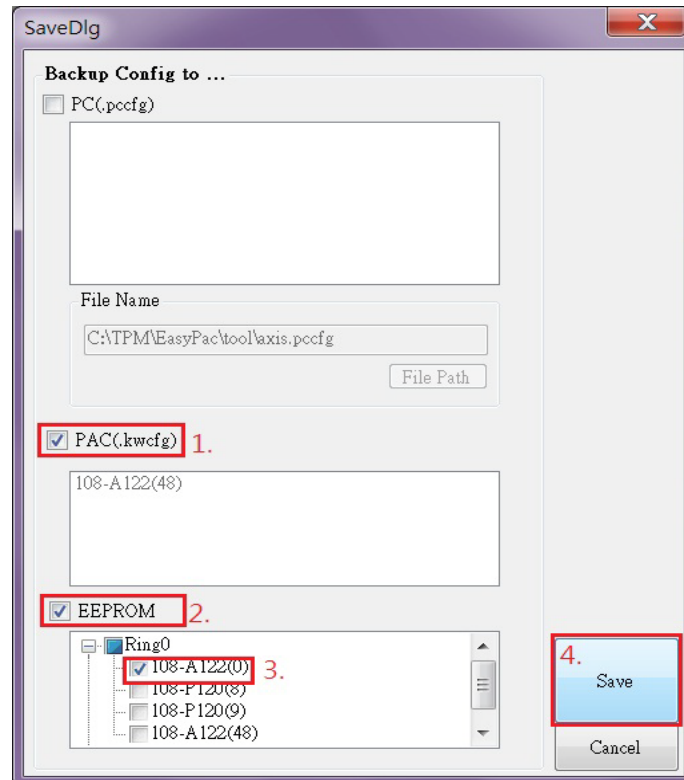 SaveDlg
Backup Config to ...
PC(.pccfg)
File Name
C:\TPM\EasyPac\tool\axis.pccfg
File Path
PAC(.kwcfg) 1.
108-A122(48)
EEPROM 2.
Ring0
108-A122(0) 3.
108-P120(8)
108-P120(9)
108-A122(48)
4.
Save
Cancel